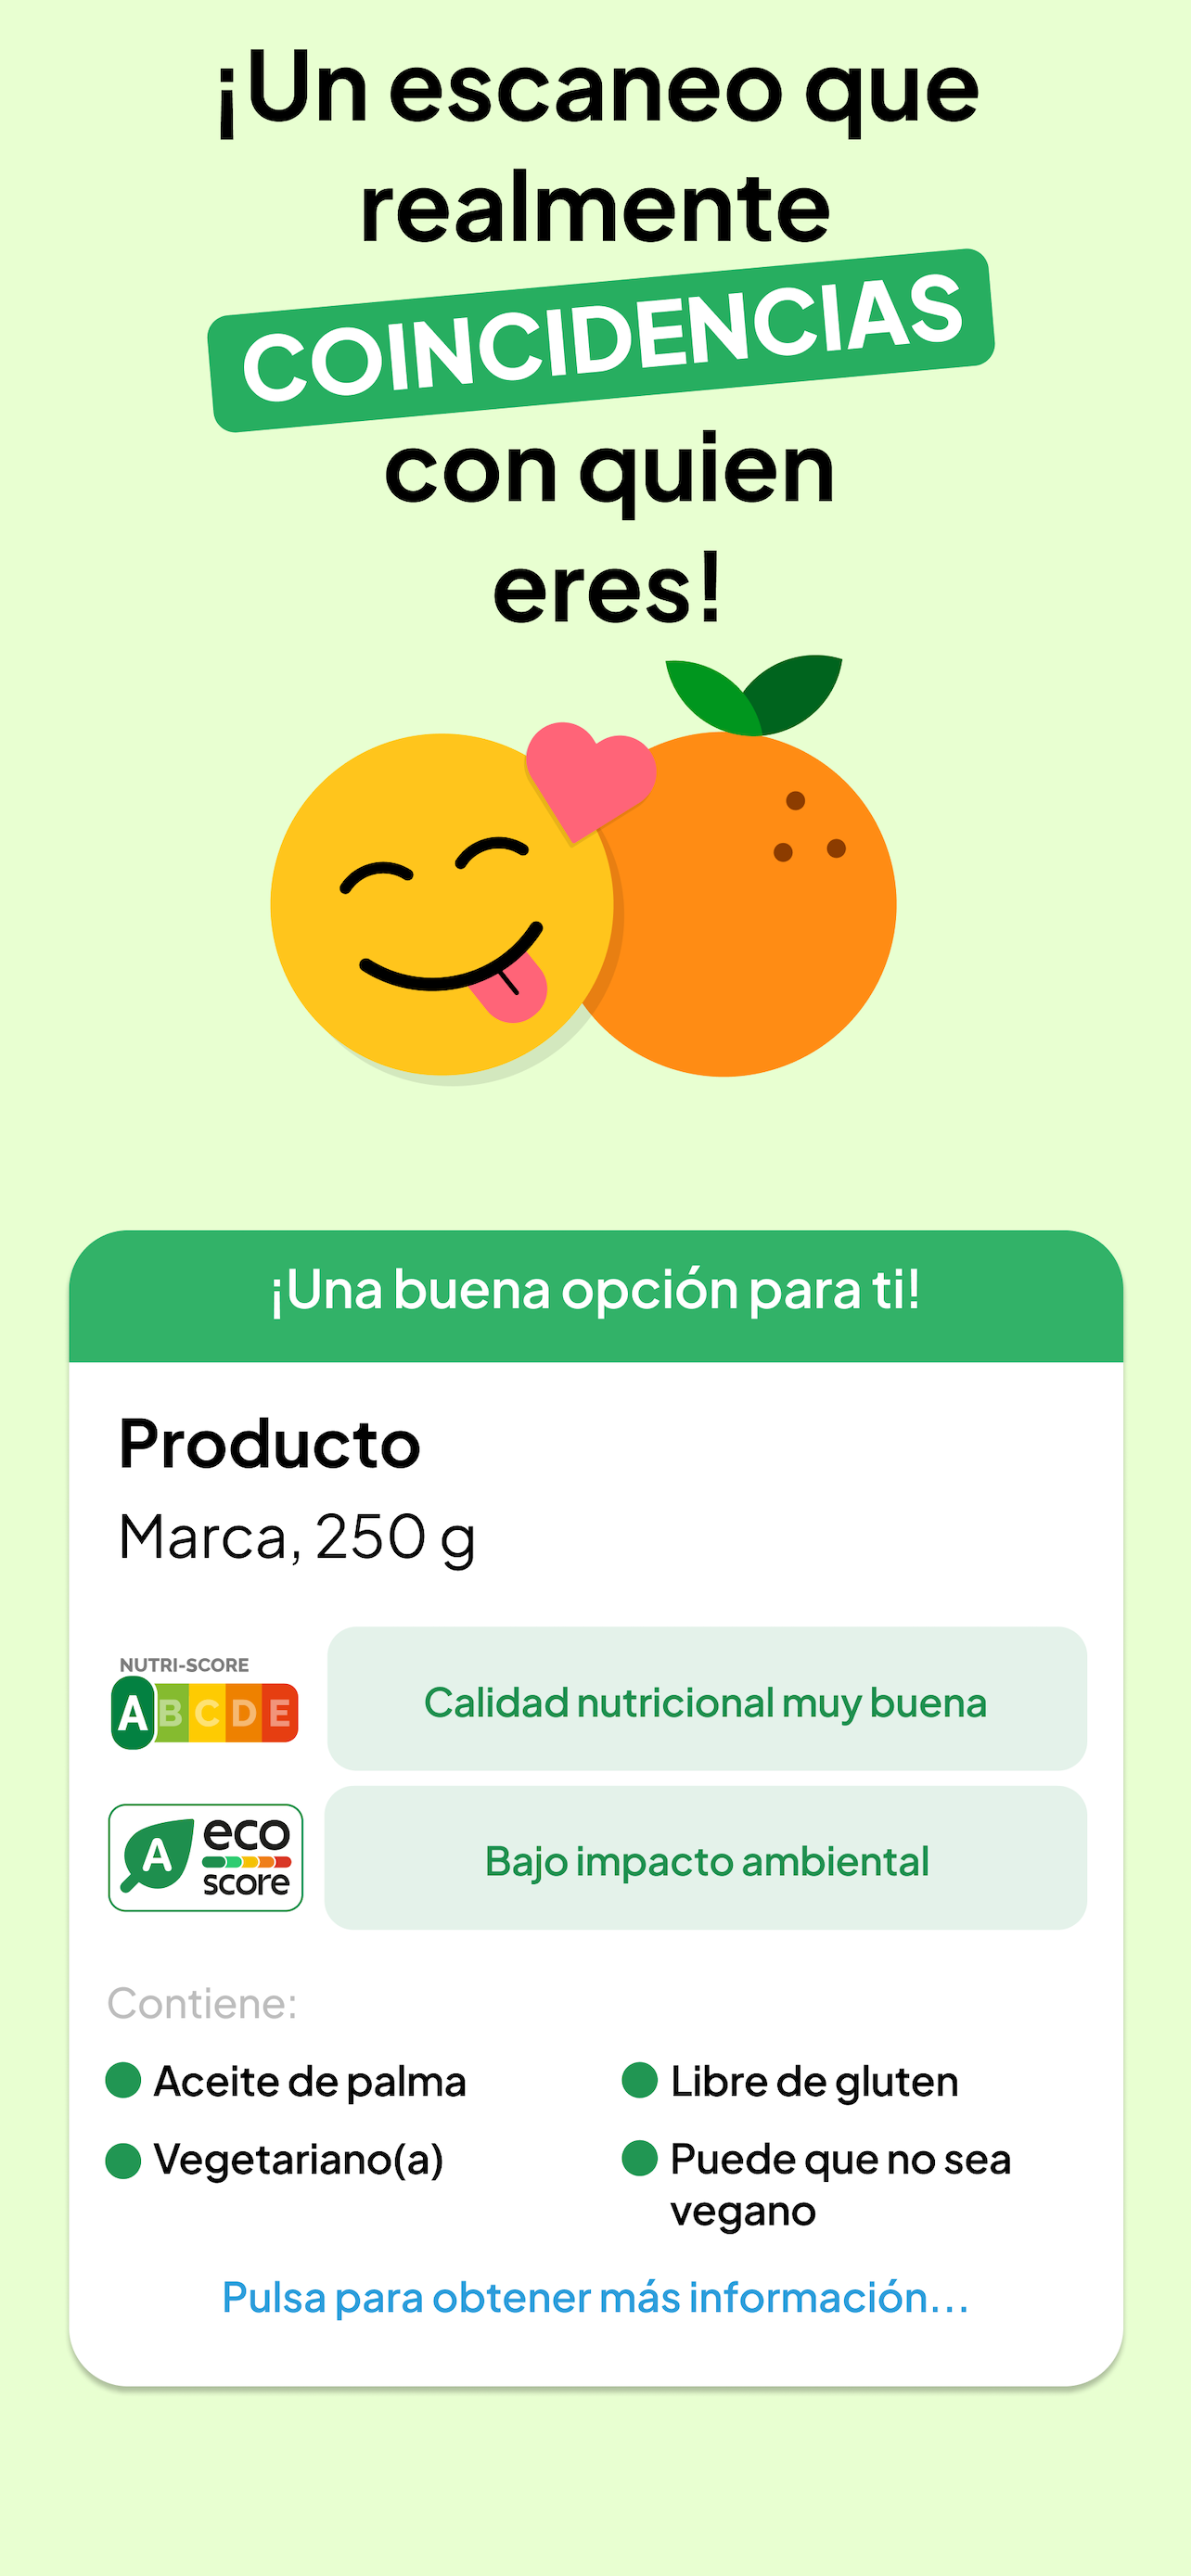 ¡Un escaneo que
realmente
COINCIDENCIAS
con quien
eres!
¡Una buena opción para ti!
Producto
Marca, 250 g
NUTRI-SCORE
A B C D E
Calidad nutricional muy buena
A eco
score
Bajo impacto ambiental
Contiene:
Aceite de palma
Libre de gluten
Vegetariano(a)
Puede que no sea
vegano
Pulsa para obtener más información...